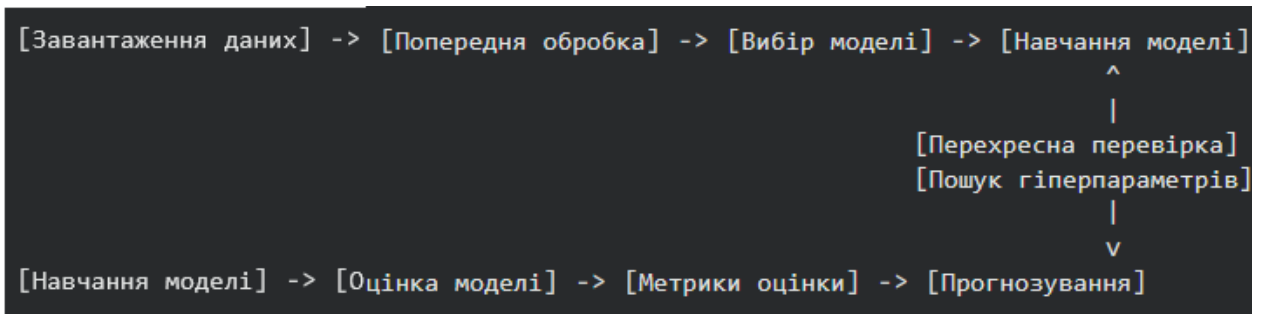 [Завантаження даних] -> [Попередня обробка] -> [Вибір моделі] -> [Навчання моделі]
^
|
[Перехресна перевірка]
[Пошук гіперпараметрів]
|
v
[Навчання моделі] -> [Оцінка моделі] -> [Метрики оцінки] -> [Прогнозування]